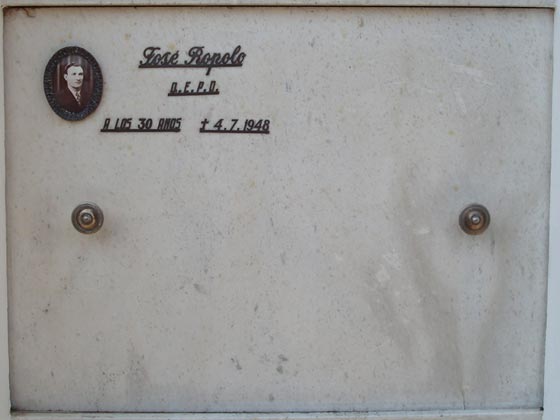 José Ropolo
Q.E.P.D.
A LOS 30 AÑOS † 4.7.1948